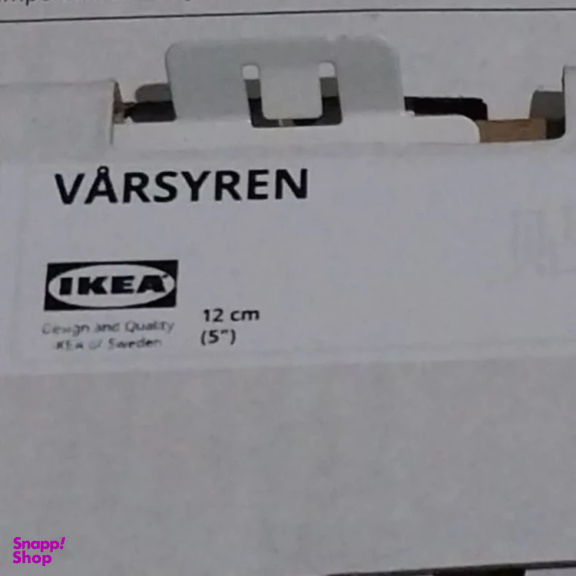 VÅRSYREN
IKEA
Design and Quality
IKEA of Sweden
12 cm
(5")
Snapp!
Shop